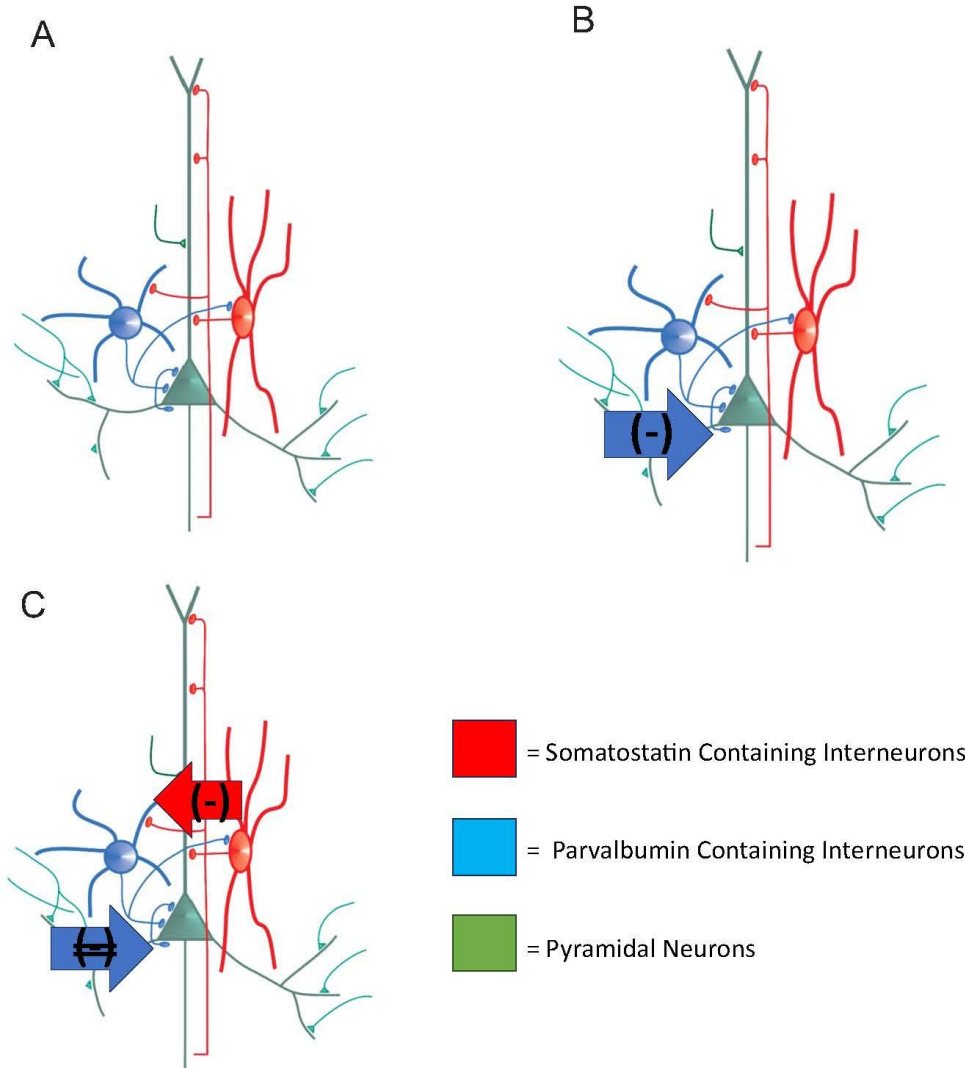 A
B
(-)
C
(-)
(-)
= Somatostatin Containing Interneurons
= Parvalbumin Containing Interneurons
= Pyramidal Neurons